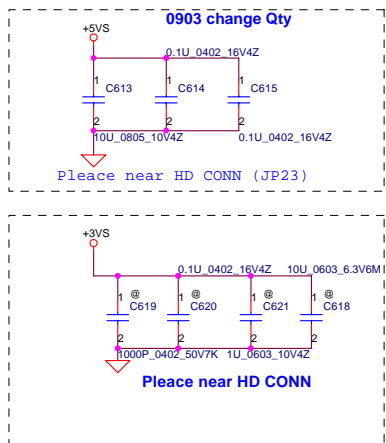 0903 change Qty
+5VS
0.1U_0402_16V4Z
1
1
1
C613
C614
C615
2
2
2
10U_0805_10V4Z
0.1U_0402_16V4Z
Pleace near HD CONN (JP23)
+3VS
0.1U_0402_16V4Z
10U_0603_6.3V6M
1
@
1
@
1
@
1
@
C619
C620
C621
C618
2
2
2
2
1000P_0402_50V7K
1U_0603_10V4Z
Pleace near HD CONN